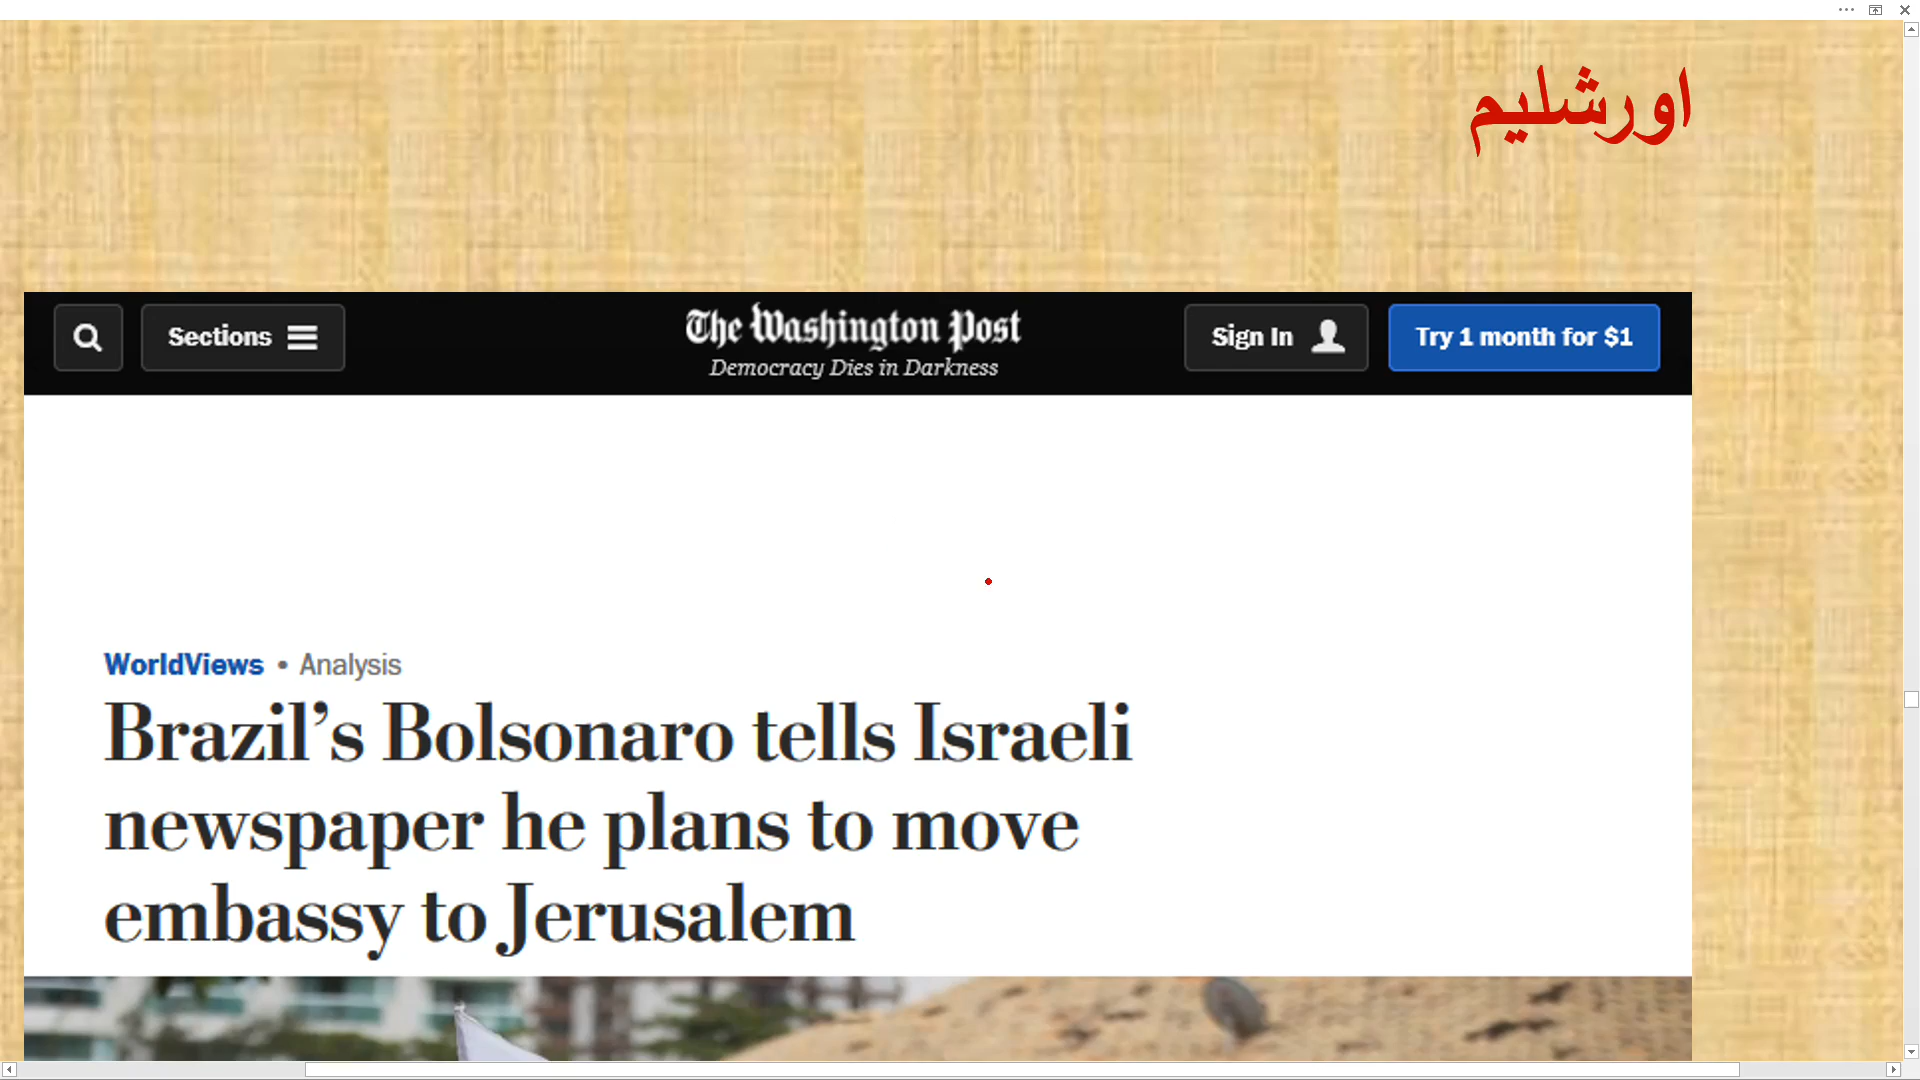 اورشلیم
Sections
The Washington Post
Democracy Dies in Darkness
Sign In
Try 1 month for $1
WorldViews • Analysis
Brazil’s Bolsonaro tells Israeli
newspaper he plans to move
embassy to Jerusalem